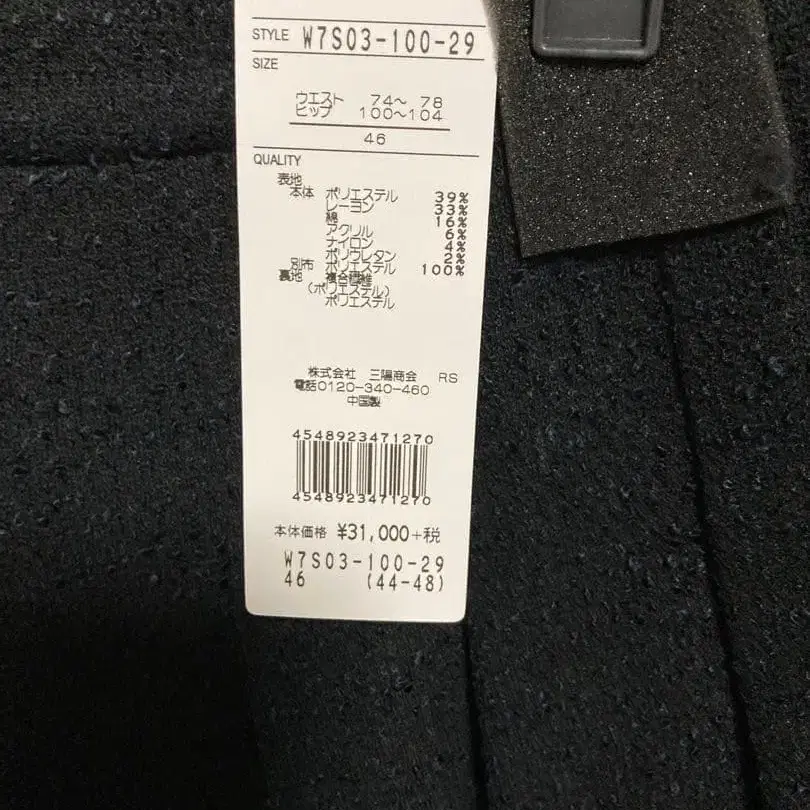 STYLE W7S03-100-29
SIZE
ウエスト 74〜 78
ヒップ 100〜104
46
QUALITY
表地
本体 ポリエステル 39%
レーヨン 33%
綿 16%
アクリル 6%
ナイロン 4%
ポリウレタン 2%
別布 ポリエステル 100%
裏地 複合繊維
(ポリエステル)
ポリエステル
株式会社 三陽商会 RS
電話0120-340-460
中国製
4548923471270
4548923471270
本体価格 ¥31,000+税
W7S03-100-29
46 (44-48)